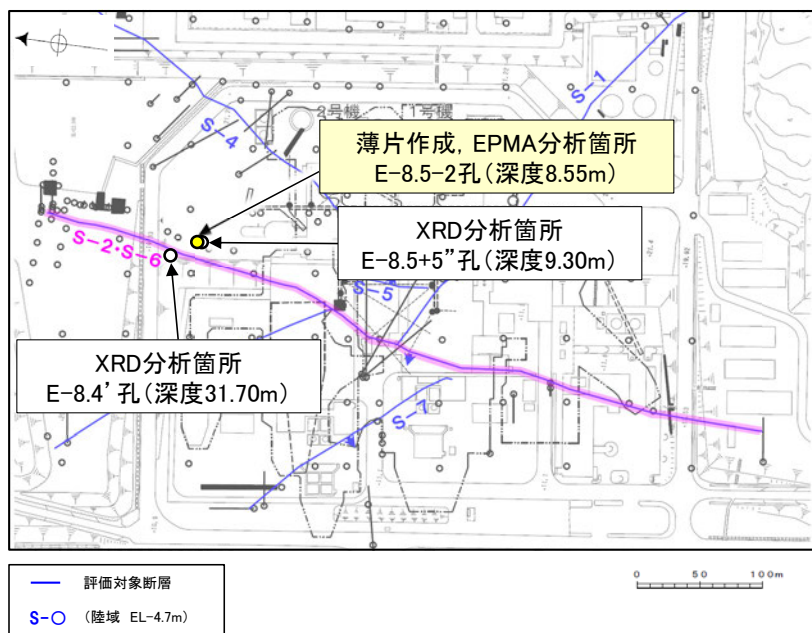 S-1
2号機
1号機
S-4
薄片作成, EPMA分析箇所
E-8.5-2孔(深度8.55m)
XRD分析箇所
E-8.5+5”孔(深度9.30m)
S-2・S-6
S-5
XRD分析箇所
E-8.4’孔(深度31.70m)
S-7
評価対象断層
S-○ (陸域 EL-4.7m)
0 50 100m